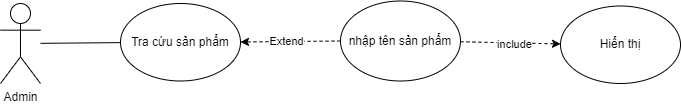 Tra cứu sản phẩm
Extend
nhập tên sản phẩm
include
Hiển thị
Admin